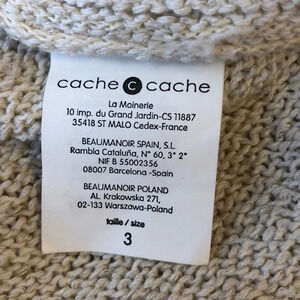 cache c cache
La Moinerie
10 imp. du Grand Jardin-CS 11887
35418 ST MALO Cedex-France
BEAUMANOIR SPAIN, S.L.
Rambla Cataluña, N° 60, 3° 2°
NIF B 55002356
08007 Barcelona -Spain
BEAUMANOIR POLAND
AL. Krakowska 271,
02-133 Warszawa-Poland
taille / size
3